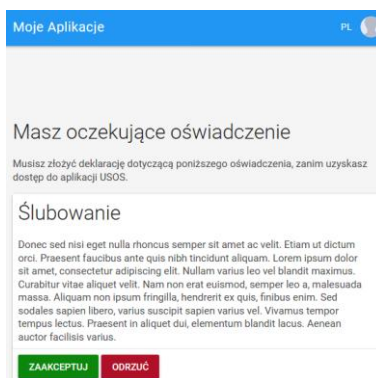 Moje Aplikacje PL
Masz oczekujące oświadczenie
Musisz złożyć deklarację dotyczącą poniższego oświadczenia, zanim uzyskasz
dostęp do aplikacji USOS.
Ślubowanie
Donec sed nisi eget nulla rhoncus semper sit amet ac velit. Etiam ut dictum
orci. Praesent faucibus ante quis nibh tincidunt aliquam. Lorem ipsum dolor
sit amet, consectetur adipiscing elit. Nullam varius leo vel blandit maximus.
Curabitur vitae aliquet velit. Nam non erat euismod, semper leo a, malesuada
massa. Aliquam non ipsum fringilla, hendrerit ex quis, finibus enim. Sed
sodales sapien libero, varius suscipit sapien varius vel. Vivamus tempor
tempus lectus. Praesent in aliquet dui, elementum blandit lacus. Aenean
auctor facilisis varius.
ZAAKCEPTUJ ODRZUĆ